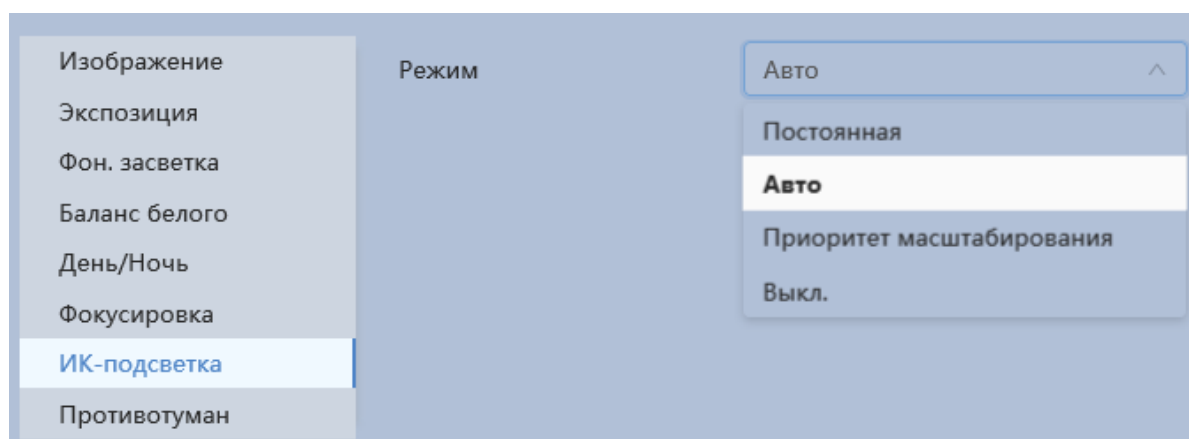 Изображение
Экспозиция
Фон. засветка
Баланс белого
День/Ночь
Фокусировка
ИК-подсветка
Противотуман
Режим
Авто
Постоянная
Авто
Приоритет масштабирования
Выкл.